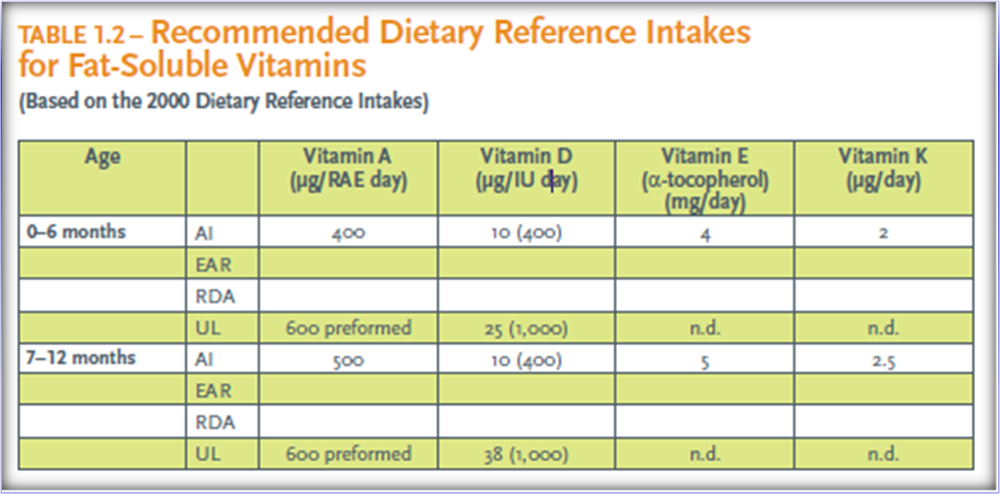 TABLE 1.2 – Recommended Dietary Reference Intakes
for Fat-Soluble Vitamins
(Based on the 2000 Dietary Reference Intakes)
Age Vitamin A Vitamin D Vitamin E Vitamin K
(µg/RAE day) (µg/IU day) (α-tocopherol) (µg/day)
(mg/day)
0–6 months AI 400 10 (400) 4 2
EAR
RDA
UL 600 preformed 25 (1,000) n.d. n.d.
7–12 months AI 500 10 (400) 5 2.5
EAR
RDA
UL 600 preformed 38 (1,000) n.d. n.d.